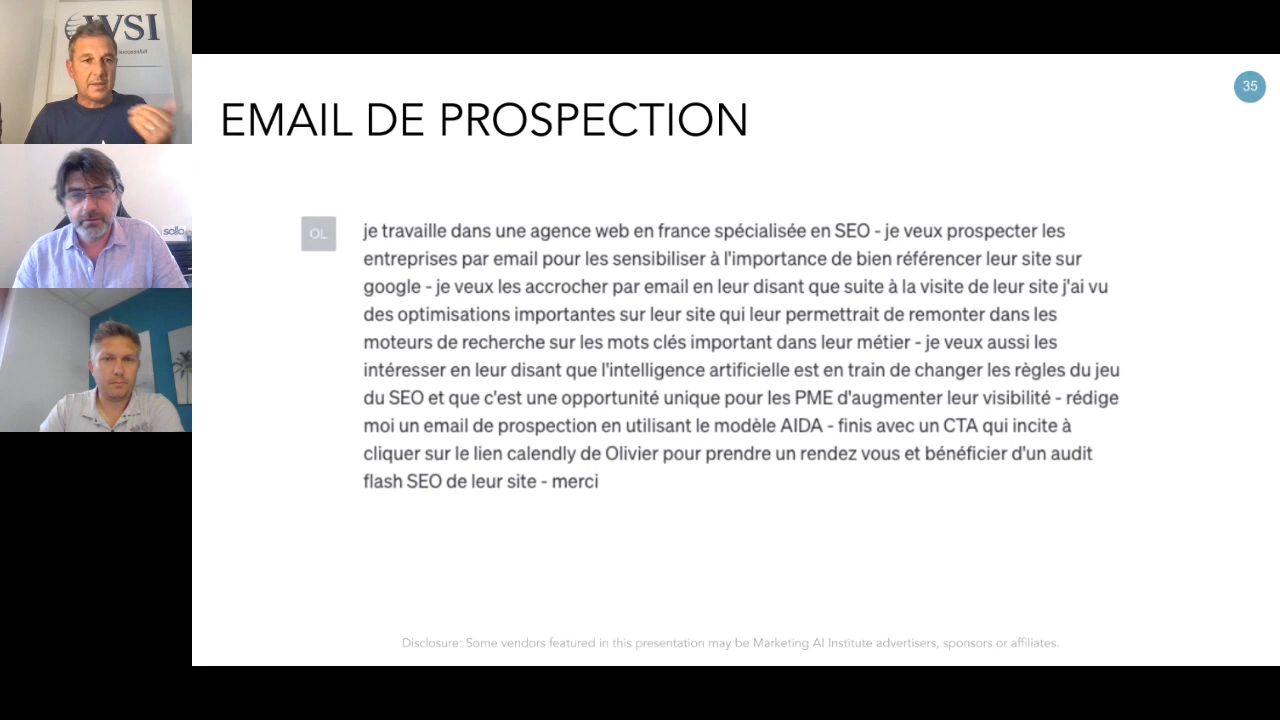 WSI
35
EMAIL DE PROSPECTION
OL
je travaille dans une agence web en france spécialisée en SEO - je veux prospecter les
entreprises par email pour les sensibiliser à l'importance de bien référencer leur site sur
google - je veux les accrocher par email en leur disant que suite à la visite de leur site j'ai vu
des optimisations importantes sur leur site qui leur permettrait de remonter dans les
moteurs de recherche sur les mots clés important dans leur métier - je veux aussi les
intéresser en leur disant que l'intelligence artificielle est en train de changer les règles du jeu
du SEO et que c'est une opportunité unique pour les PME d'augmenter leur visibilité - rédige
moi un email de prospection en utilisant le modèle AIDA - finis avec un CTA qui incite à
cliquer sur le lien calendly de Olivier pour prendre un rendez vous et bénéficier d'un audit
flash SEO de leur site - merci
Disclosure: Some vendors featured in this presentation may be Marketing AI Institute advertisers, sponsors or affiliates.